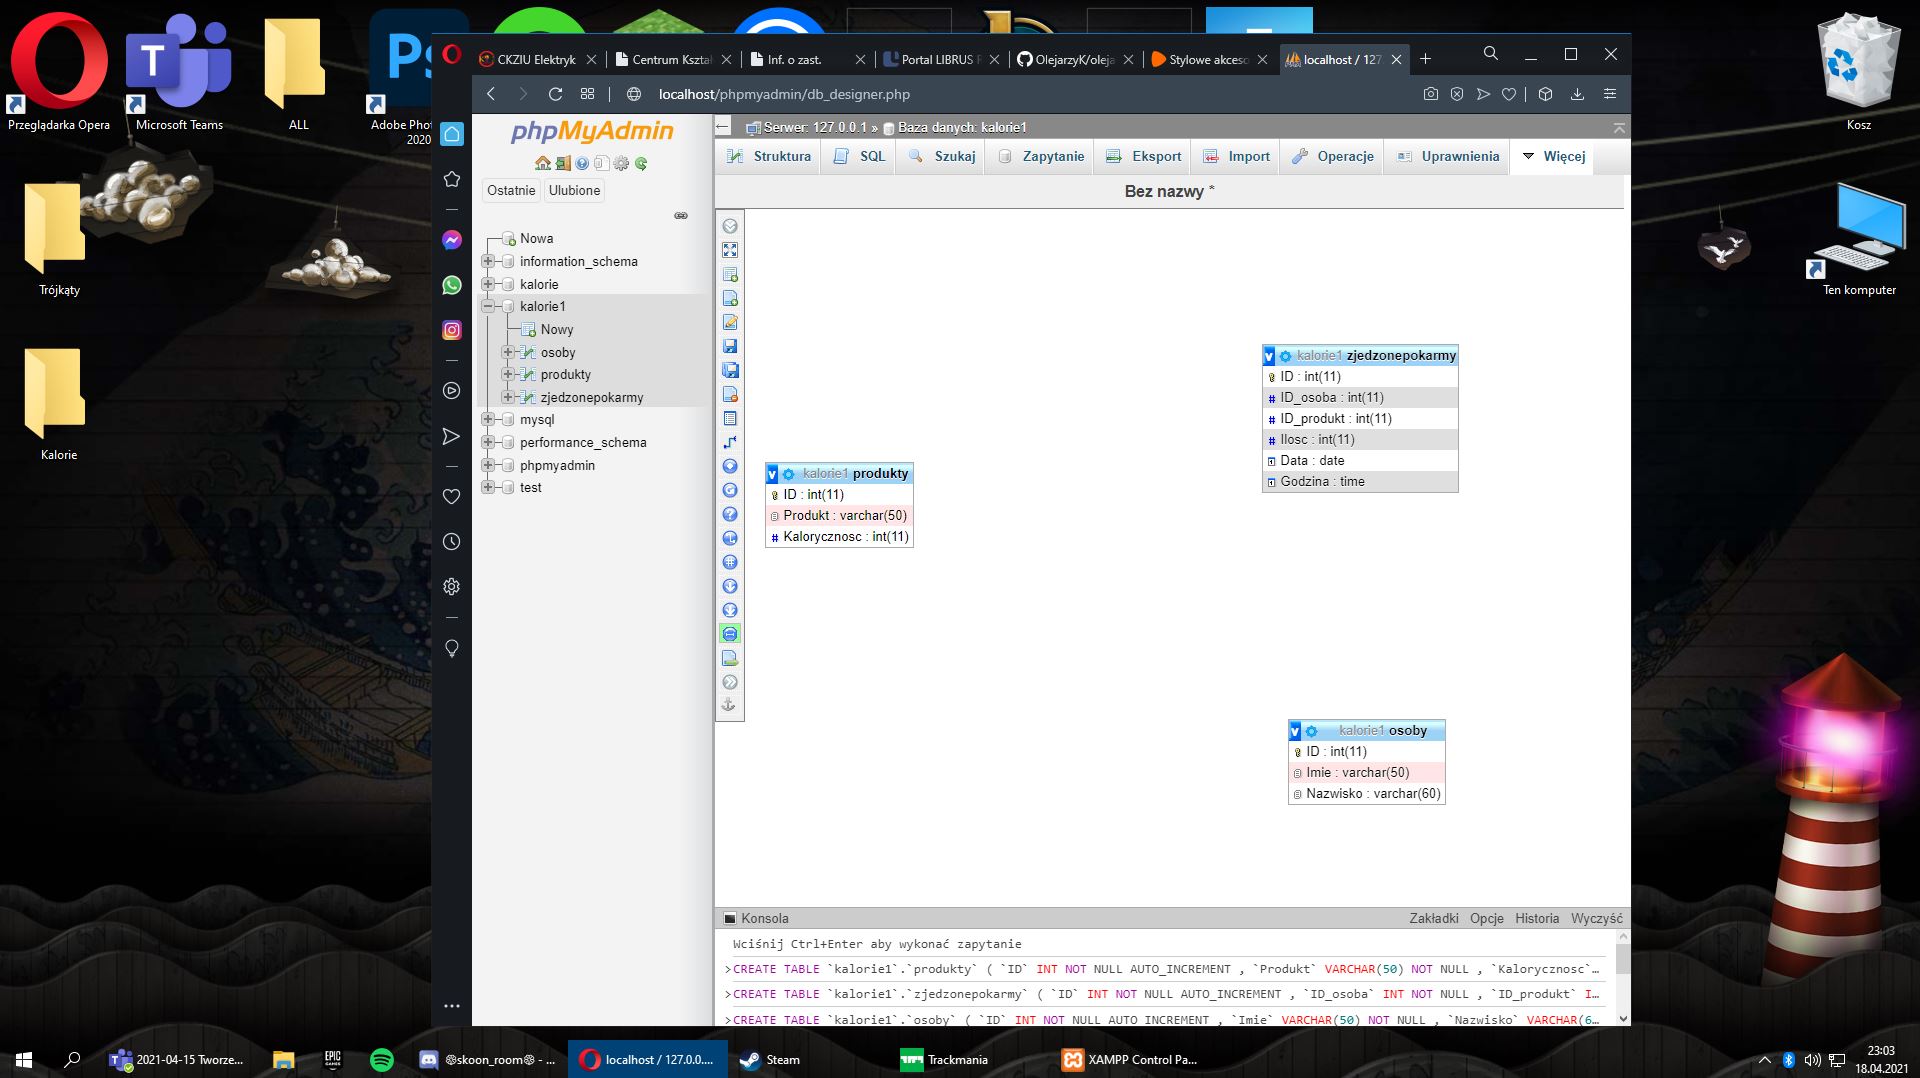 Przeglądarka Opera
Microsoft Teams
ALL
Adobe Phot
2020
Trójkąty
Kalorie
Kosz
Ten komputer
CKZIU Elektryk
Centrum Kształ
Inf. o zast.
Portal LIBRUS R
OlejarzyK/oleja
Stylowe akceso
localhost / 127
localhost/phpmyadmin/db_designer.php
phpMyAdmin
Ostatnie
Ulubione
Nowa
information_schema
kalorie
kalorie1
Nowy
osoby
produkty
zjedzonepokarmy
mysql
performance_schema
phpmyadmin
test
Serwer: 127.0.0.1 » Baza danych: kalorie1
Struktura
SQL
Szukaj
Zapytanie
Eksport
Import
Operacje
Uprawnienia
Więcej
Bez nazwy *
kalorie1 produkty
ID : int(11)
Produkt : varchar(50)
Kalorycznosc : int(11)
kalorie1 zjedzonepokarmy
ID : int(11)
ID_osoba : int(11)
ID_produkt : int(11)
Ilosc : int(11)
Data : date
Godzina : time
kalorie1 osoby
ID : int(11)
Imie : varchar(50)
Nazwisko : varchar(60)
Konsola
Zakładki
Opcje
Historia
Wyczyść
Wciśnij Ctrl+Enter aby wykonać zapytanie
>CREATE TABLE `kalorie1`.`produkty` ( `ID` INT NOT NULL AUTO_INCREMENT , `Produkt` VARCHAR(50) NOT NULL , `Kalorycznosc`…
>CREATE TABLE `kalorie1`.`zjedzonepokarmy` ( `ID` INT NOT NULL AUTO_INCREMENT , `ID_osoba` INT NOT NULL , `ID_produkt` I…
>CREATE TABLE `kalorie1`.`osoby` ( `ID` INT NOT NULL AUTO_INCREMENT , `Imie` VARCHAR(50) NOT NULL , `Nazwisko` VARCHAR(6…
2021-04-15 Tworze...
EPIC GAMES
skoon_room - ...
localhost / 127.0.0....
Steam
Trackmania
XAMPP Control Pa...
23:03
18.04.2021